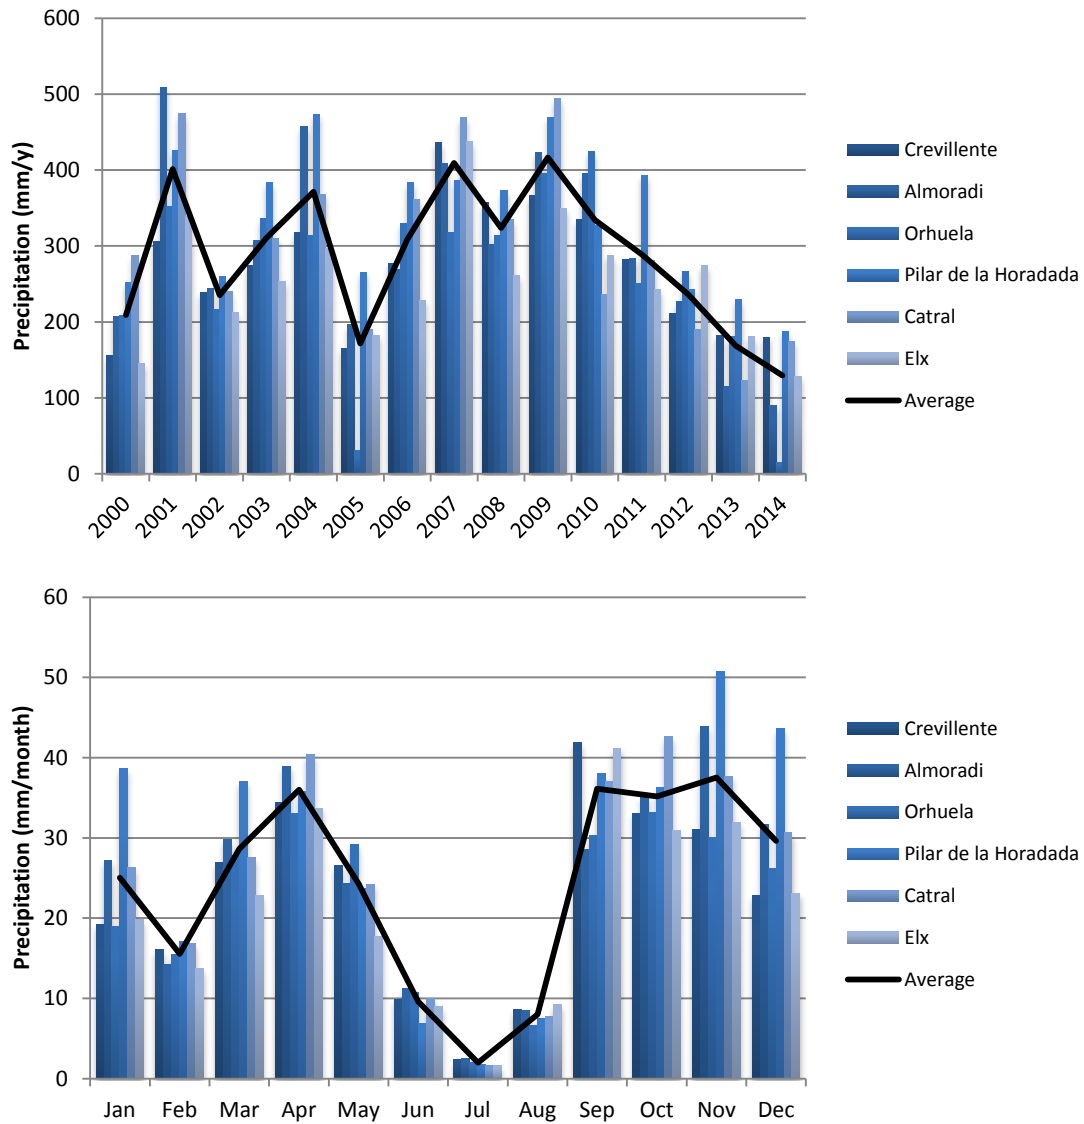 600
500
400
300
200
100
0
Precipitation (mm/y)
2000 2001 2002 2003 2004 2005 2006 2007 2008 2009 2010 2011 2012 2013 2014
Crevillente
Almoradi
Orhuela
Pilar de la Horadada
Catral
Elx
Average
60
50
40
30
20
10
0
Precipitation (mm/month)
Jan Feb Mar Apr May Jun Jul Aug Sep Oct Nov Dec
Crevillente
Almoradi
Orhuela
Pilar de la Horadada
Catral
Elx
Average